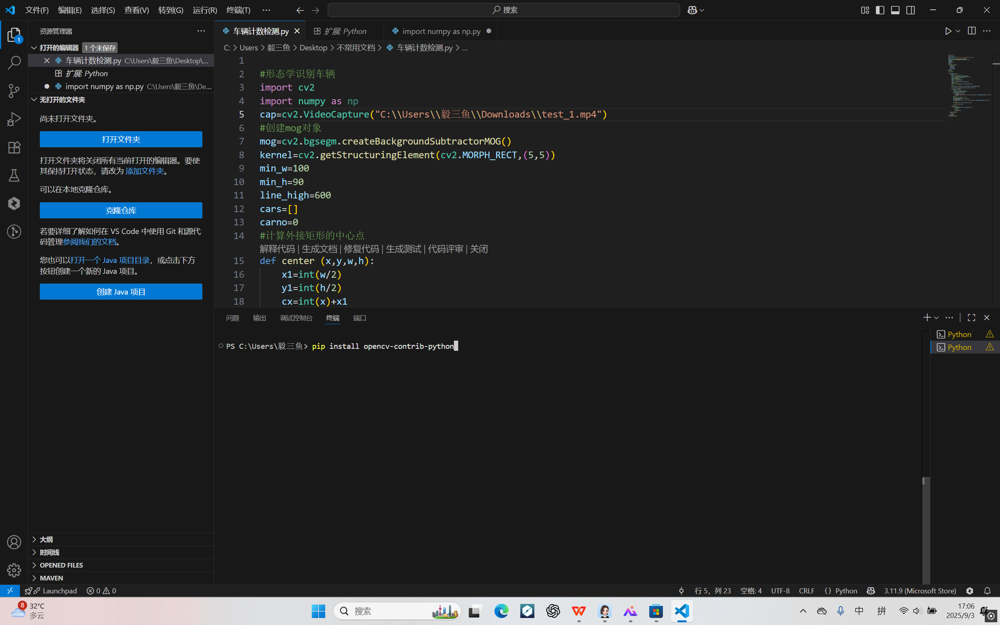 文件(F) 编辑(E) 选择(S) 查看(V) 转到(G) 运行(R) 终端(T) ··· 搜索
资源管理器 ···
打开的编辑器 1 个未保存
车辆计数检测.py C:\Users\毅三鱼\Desktop\...
扩展: Python
import numpy as np.py C:\Users\毅三鱼\De...
无打开的文件夹
尚未打开文件夹。
打开文件夹
打开文件夹将关闭所有当前打开的编辑器。要使
其保持打开状态，请改为 添加文件夹。
可以在本地克隆仓库。
克隆仓库
若要详细了解如何在 VS Code 中使用 Git 和源代
码管理参阅我们的文档。
您也可以打开一个 Java 项目目录，或点击下方
按钮创建一个新的 Java 项目。
创建 Java 项目
大纲
时间线
OPENED FILES
MAVEN
1
车辆计数检测.py 扩展: Python import numpy as np.py
C: > Users > 毅三鱼 > Desktop > 不常用文档 > 车辆计数检测.py > ...
1
2 #形态学识别车辆
3 import cv2
4 import numpy as np
5 cap=cv2.VideoCapture("C:\\Users\\毅三鱼\\Downloads\\test_1.mp4")
6 #创建mog对象
7 mog=cv2.bgsegm.createBackgroundSubtractorMOG()
8 kernel=cv2.getStructuringElement(cv2.MORPH_RECT,(5,5))
9 min_w=100
10 min_h=90
11 line_high=600
12 cars=[]
13 carno=0
14 #计算外接矩形的中心点
解释代码 | 生成文档 | 修复代码 | 生成测试 | 代码评审 | 关闭
15 def center (x,y,w,h):
16 x1=int(w/2)
17 y1=int(h/2)
18 cx=int(x)+x1
问题 输出 调试控制台 终端 端口
PS C:\Users\毅三鱼> pip install opencv-contrib-python
Python
Python
Launchpad 0 0 行 5，列 23 空格: 4 UTF-8 CRLF {} Python 3.11.9 (Microsoft Store)
8 32°C
多云
搜索
中 拼
17:06
2025/9/3